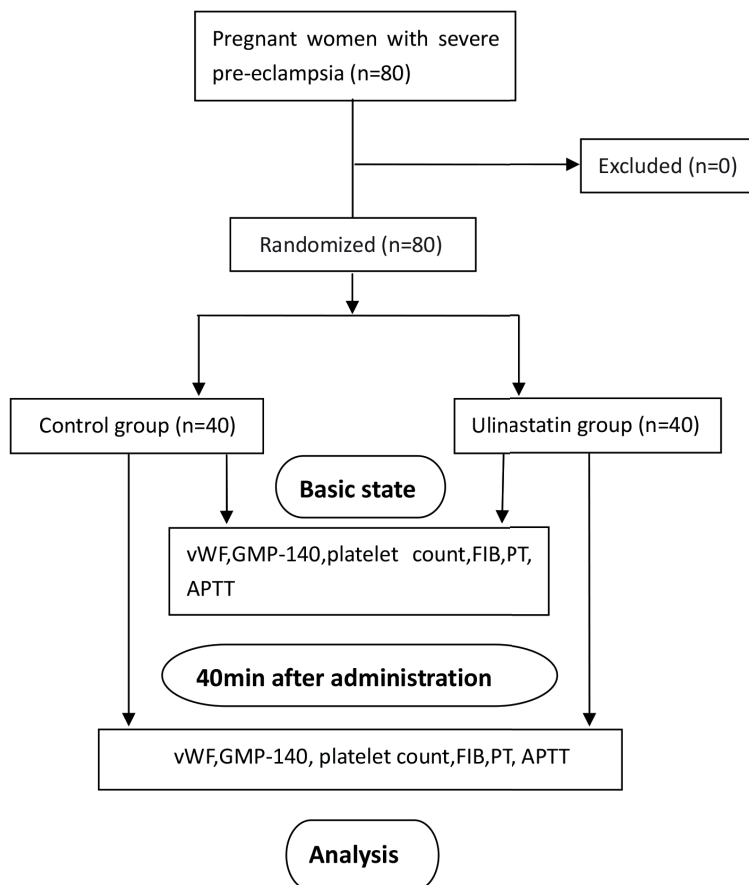 Pregnant women with severe
pre-eclampsia (n=80)
Excluded (n=0)
Randomized (n=80)
Control group (n=40)
Ulinastatin group (n=40)
Basic state
vWF,GMP-140,platelet count,FIB,PT,
APTT
40min after administration
vWF,GMP-140, platelet count,FIB,PT, APTT
Analysis